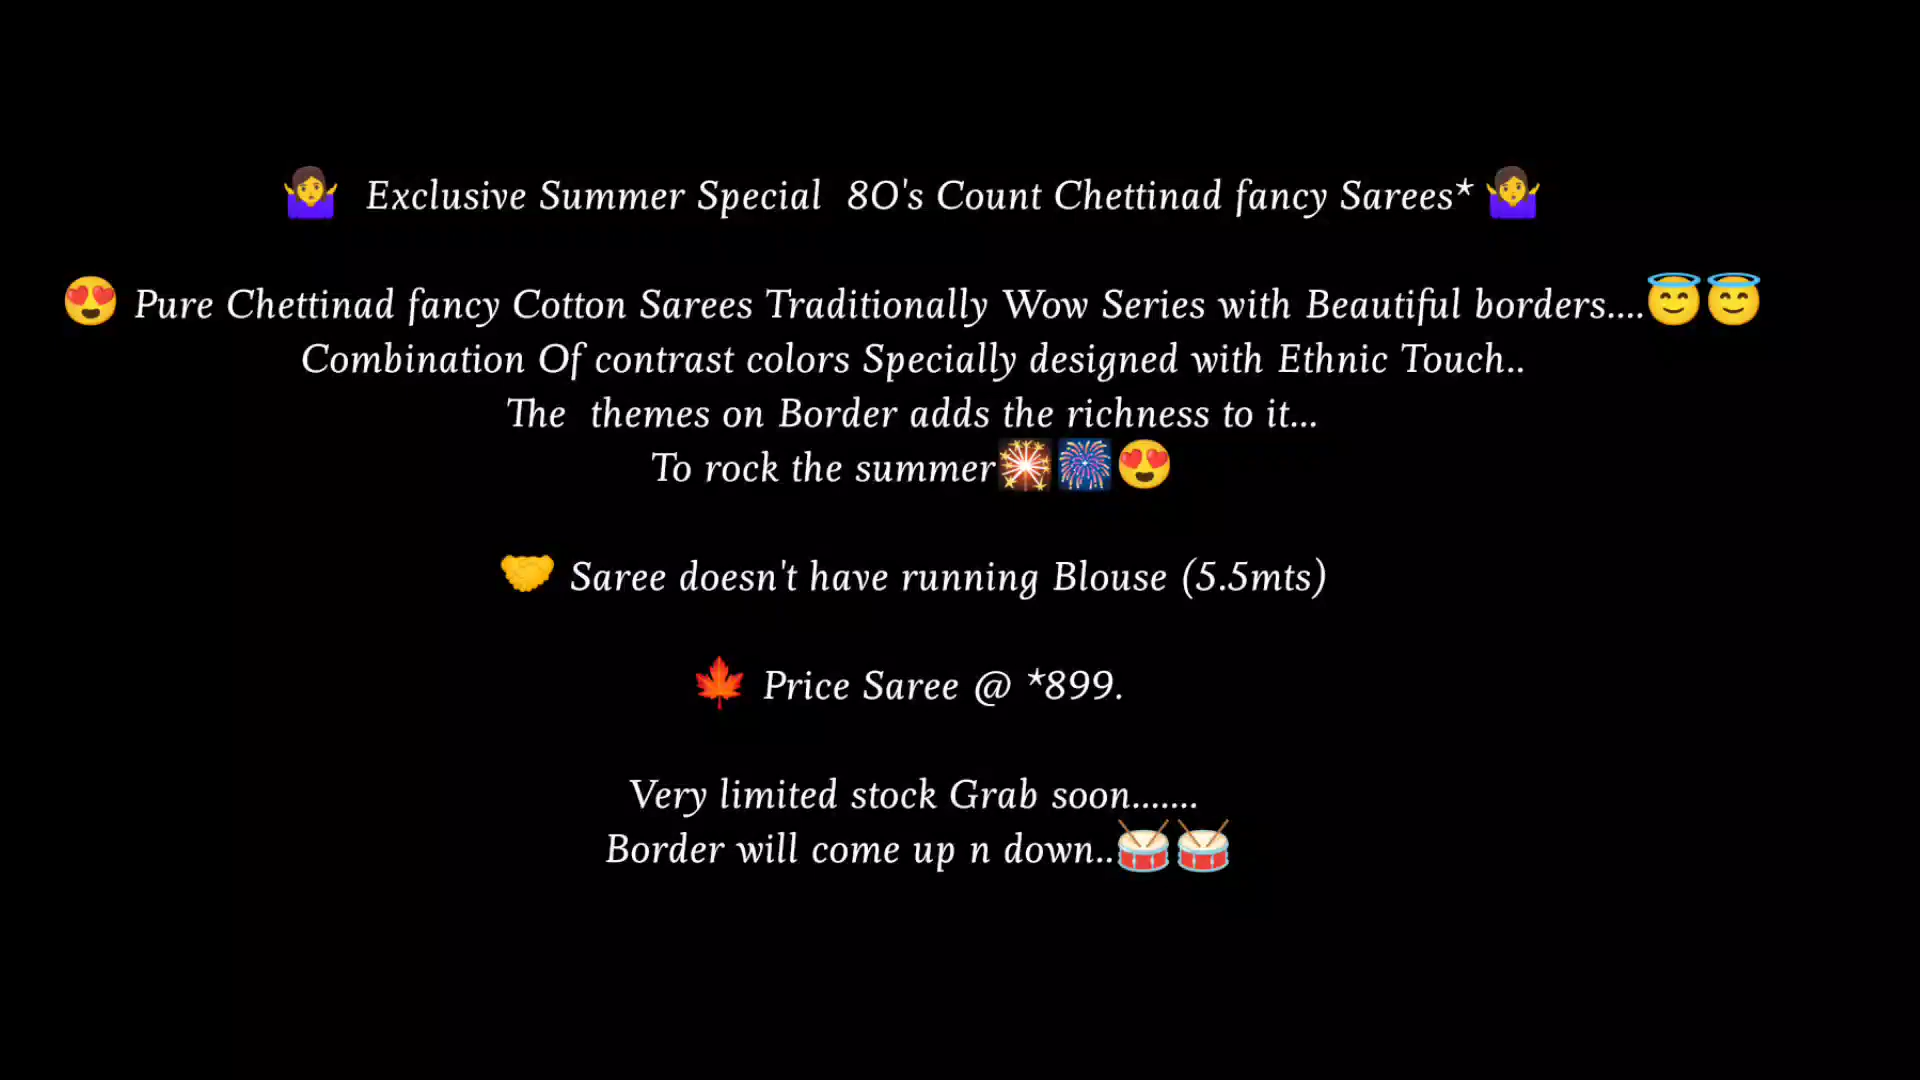 🤷‍♀️ Exclusive Summer Special 80's Count Chettinad fancy Sarees* 🤷‍♀️
😍 Pure Chettinad fancy Cotton Sarees Traditionally Wow Series with Beautiful borders....😇😇
Combination Of contrast colors Specially designed with Ethnic Touch..
The themes on Border adds the richness to it...
To rock the summer🎇🎆😍
🤝 Saree doesn't have running Blouse (5.5mts)
🍁 Price Saree @ *899.
Very limited stock Grab soon.......
Border will come up n down..🥁🥁